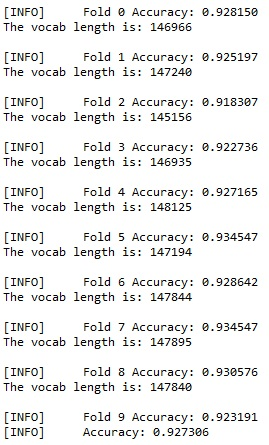 [INFO] Fold 0 Accuracy: 0.928150
The vocab length is: 146966
[INFO] Fold 1 Accuracy: 0.925197
The vocab length is: 147240
[INFO] Fold 2 Accuracy: 0.918307
The vocab length is: 145156
[INFO] Fold 3 Accuracy: 0.922736
The vocab length is: 146935
[INFO] Fold 4 Accuracy: 0.927165
The vocab length is: 148125
[INFO] Fold 5 Accuracy: 0.934547
The vocab length is: 147194
[INFO] Fold 6 Accuracy: 0.928642
The vocab length is: 147844
[INFO] Fold 7 Accuracy: 0.934547
The vocab length is: 147895
[INFO] Fold 8 Accuracy: 0.930576
The vocab length is: 147840
[INFO] Fold 9 Accuracy: 0.923191
[INFO] Accuracy: 0.927306